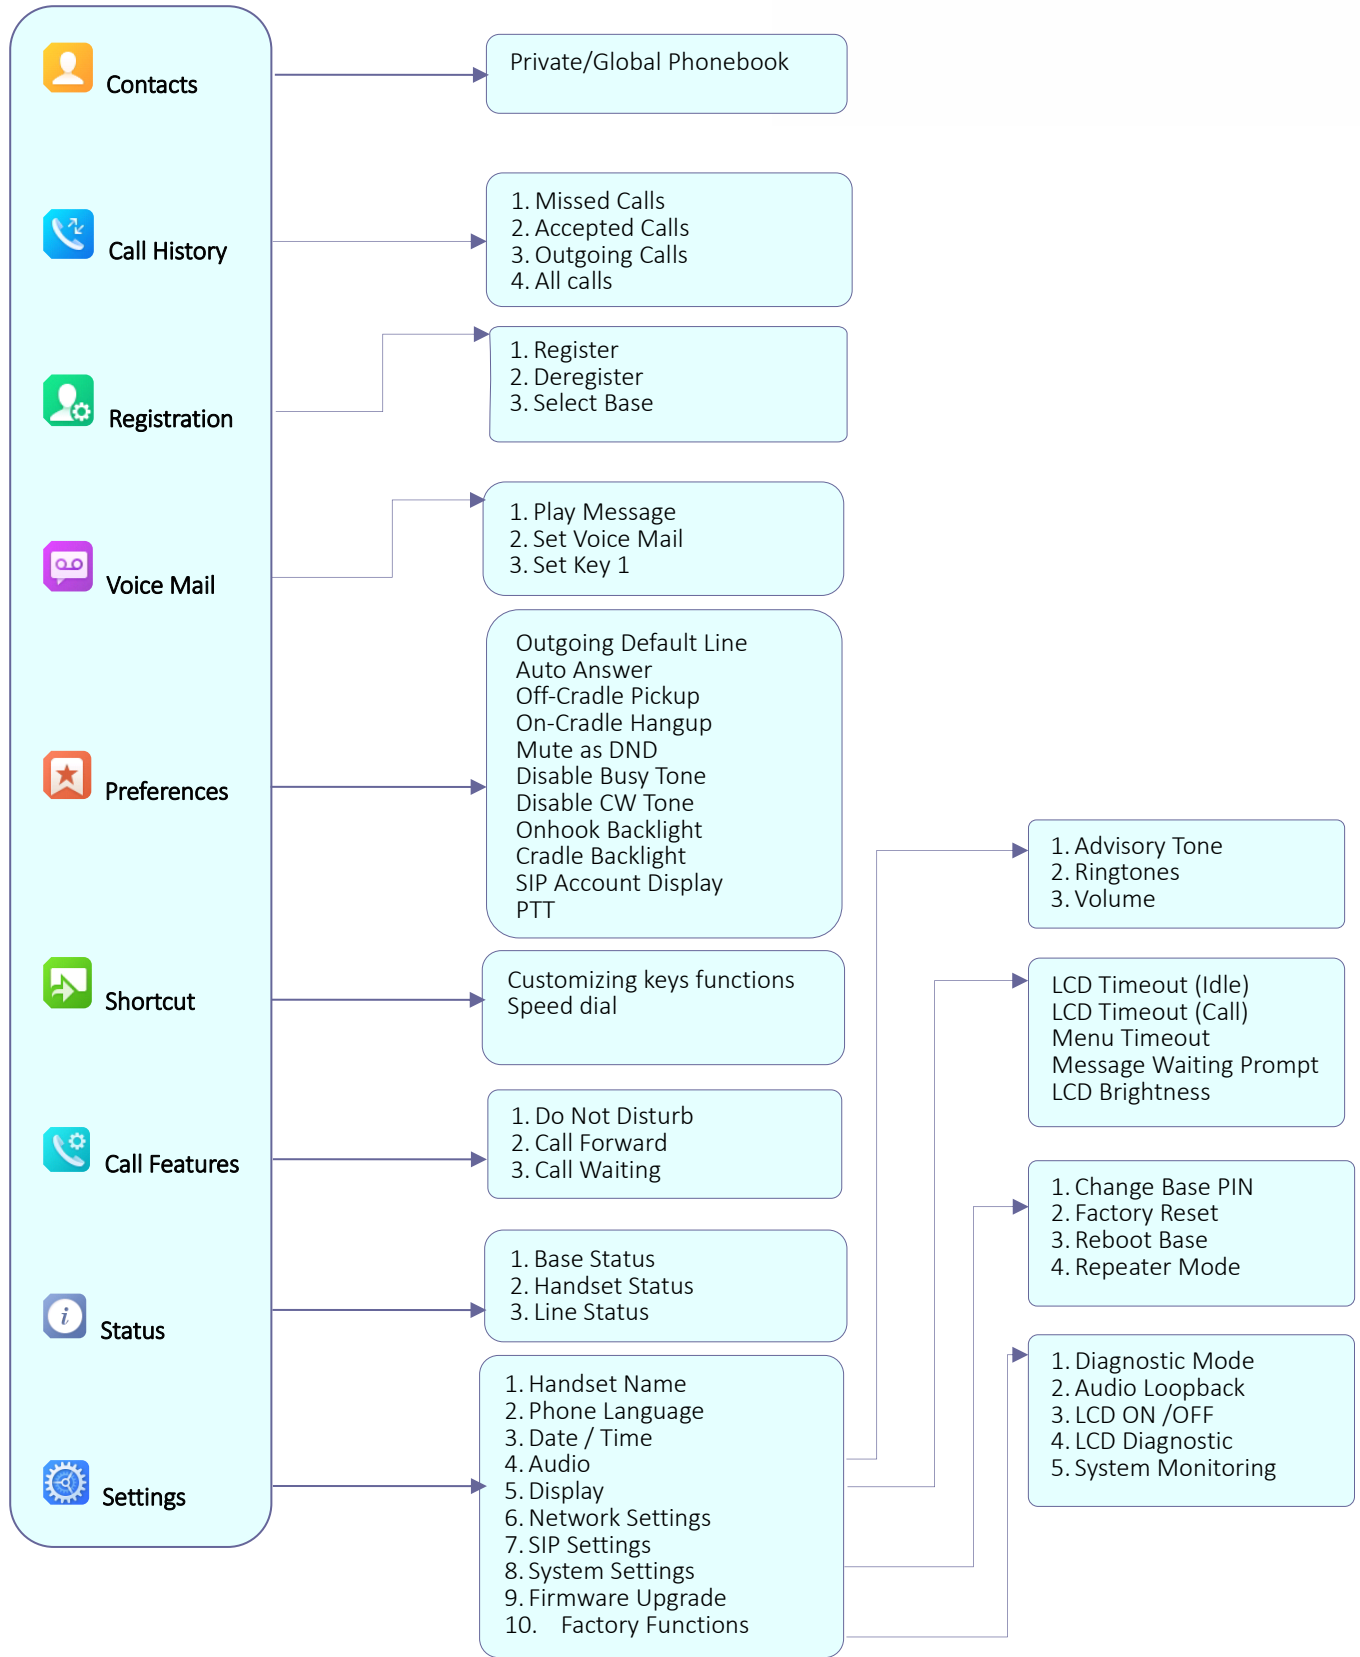 Contacts
Private/Global Phonebook
Call History
1. Missed Calls
2. Accepted Calls
3. Outgoing Calls
4. All calls
Registration
1. Register
2. Deregister
3. Select Base
Voice Mail
1. Play Message
2. Set Voice Mail
3. Set Key 1
Preferences
Outgoing Default Line
Auto Answer
Off-Cradle Pickup
On-Cradle Hangup
Mute as DND
Disable Busy Tone
Disable CW Tone
Onhook Backlight
Cradle Backlight
SIP Account Display
PTT
Shortcut
Customizing keys functions
Speed dial
Call Features
1. Do Not Disturb
2. Call Forward
3. Call Waiting
Status
1. Base Status
2. Handset Status
3. Line Status
Settings
1. Handset Name
2. Phone Language
3. Date / Time
4. Audio
5. Display
6. Network Settings
7. SIP Settings
8. System Settings
9. Firmware Upgrade
10. Factory Functions
1. Advisory Tone
2. Ringtones
3. Volume
LCD Timeout (Idle)
LCD Timeout (Call)
Menu Timeout
Message Waiting Prompt
LCD Brightness
1. Change Base PIN
2. Factory Reset
3. Reboot Base
4. Repeater Mode
1. Diagnostic Mode
2. Audio Loopback
3. LCD ON /OFF
4. LCD Diagnostic
5. System Monitoring